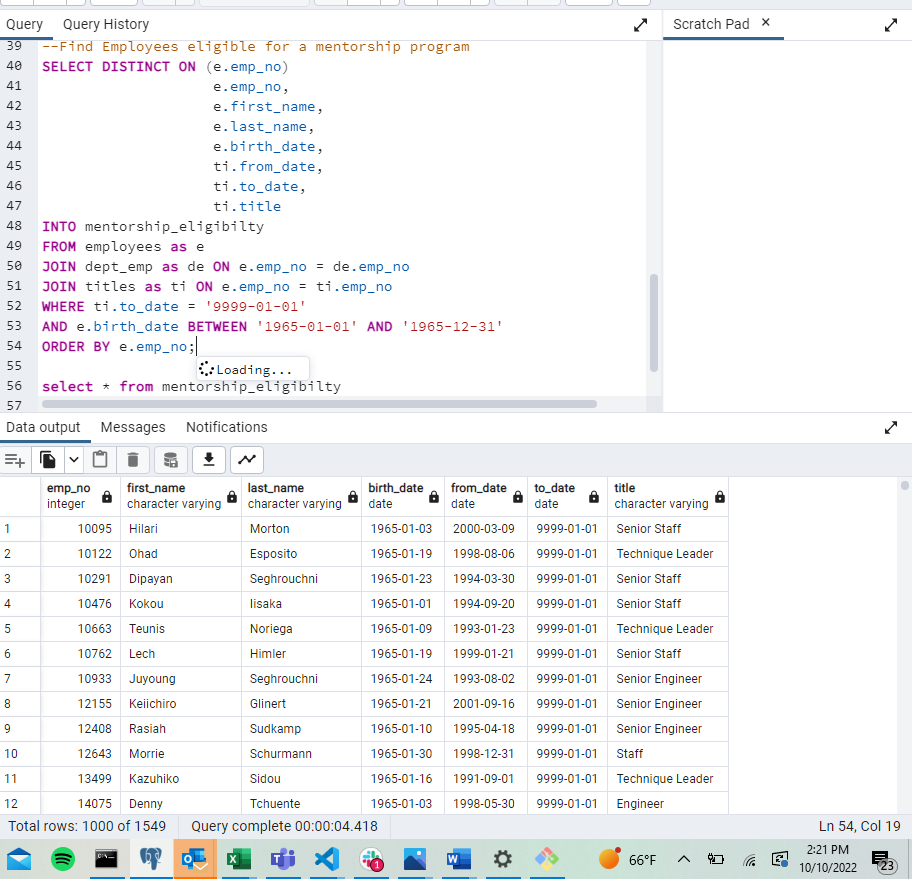 Query Query History
Scratch Pad ×
39 --Find Employees eligible for a mentorship program
40 SELECT DISTINCT ON (e.emp_no)
41 e.emp_no,
42 e.first_name,
43 e.last_name,
44 e.birth_date,
45 ti.from_date,
46 ti.to_date,
47 ti.title
48 INTO mentorship_eligibilty
49 FROM employees as e
50 JOIN dept_emp as de ON e.emp_no = de.emp_no
51 JOIN titles as ti ON e.emp_no = ti.emp_no
52 WHERE ti.to_date = '9999-01-01'
53 AND e.birth_date BETWEEN '1965-01-01' AND '1965-12-31'
54 ORDER BY e.emp_no;
55
Loading...
56 select * from mentorship_eligibilty
57
Data output Messages Notifications
emp_no first_name last_name birth_date from_date to_date title
integer character varying character varying date date date character varying
1 10095 Hilari Morton 1965-01-03 2000-03-09 9999-01-01 Senior Staff
2 10122 Ohad Esposito 1965-01-19 1998-08-06 9999-01-01 Technique Leader
3 10291 Dipayan Seghrouchni 1965-01-23 1994-03-30 9999-01-01 Senior Staff
4 10476 Kokou Iisaka 1965-01-01 1994-09-20 9999-01-01 Senior Staff
5 10663 Teunis Noriega 1965-01-09 1993-01-23 9999-01-01 Technique Leader
6 10762 Lech Himler 1965-01-19 1999-01-21 9999-01-01 Senior Staff
7 10933 Juyoung Seghrouchni 1965-01-24 1993-08-02 9999-01-01 Senior Engineer
8 12155 Keiichiro Glinert 1965-01-21 2001-09-16 9999-01-01 Senior Engineer
9 12408 Rasiah Sudkamp 1965-01-10 1995-04-18 9999-01-01 Senior Engineer
10 12643 Morrie Schurmann 1965-01-30 1998-12-31 9999-01-01 Staff
11 13499 Kazuhiko Sidou 1965-01-16 1991-09-01 9999-01-01 Technique Leader
12 14075 Denny Tchuente 1965-01-03 1998-05-30 9999-01-01 Engineer
Total rows: 1000 of 1549 Query complete 00:00:04.418 Ln 54, Col 19
66°F
2:21 PM
10/10/2022
23